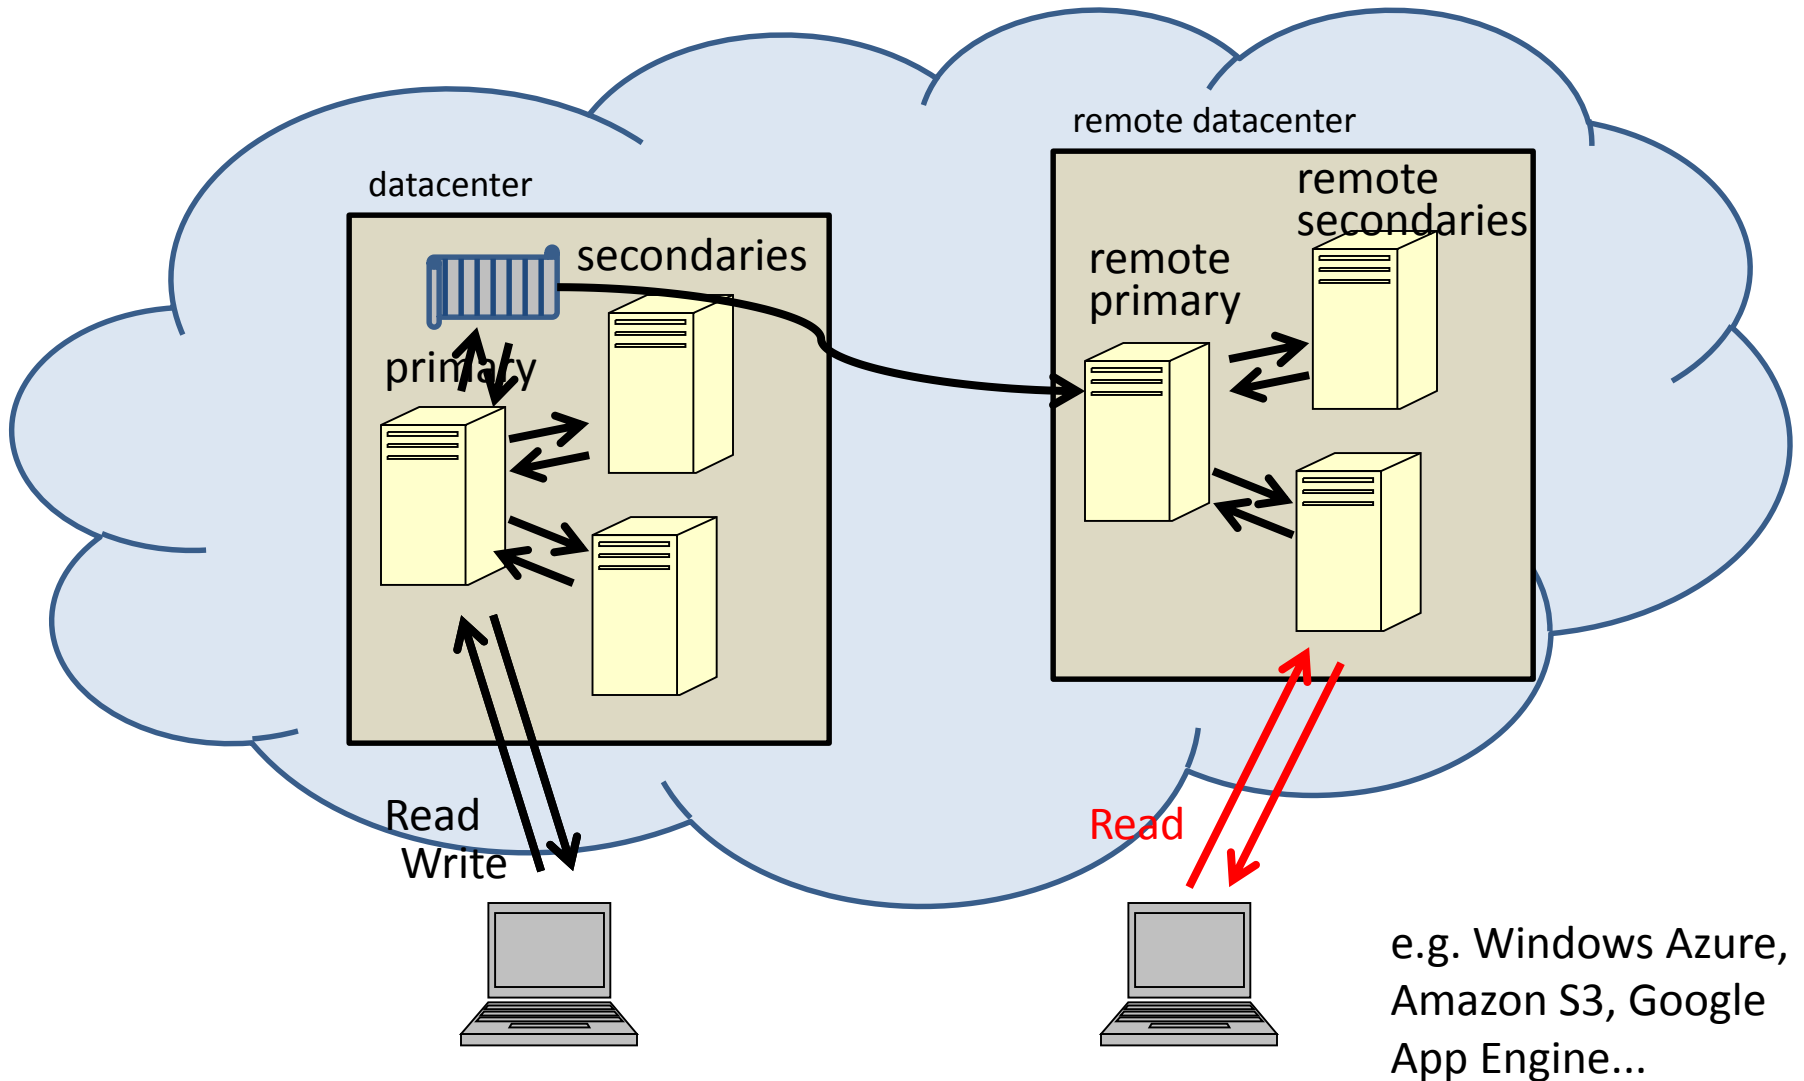 remote datacenter
datacenter
remote
secondaries
secondaries
remote
primary
primary
Read
Write
Read
e.g. Windows Azure,
Amazon S3, Google
App Engine...